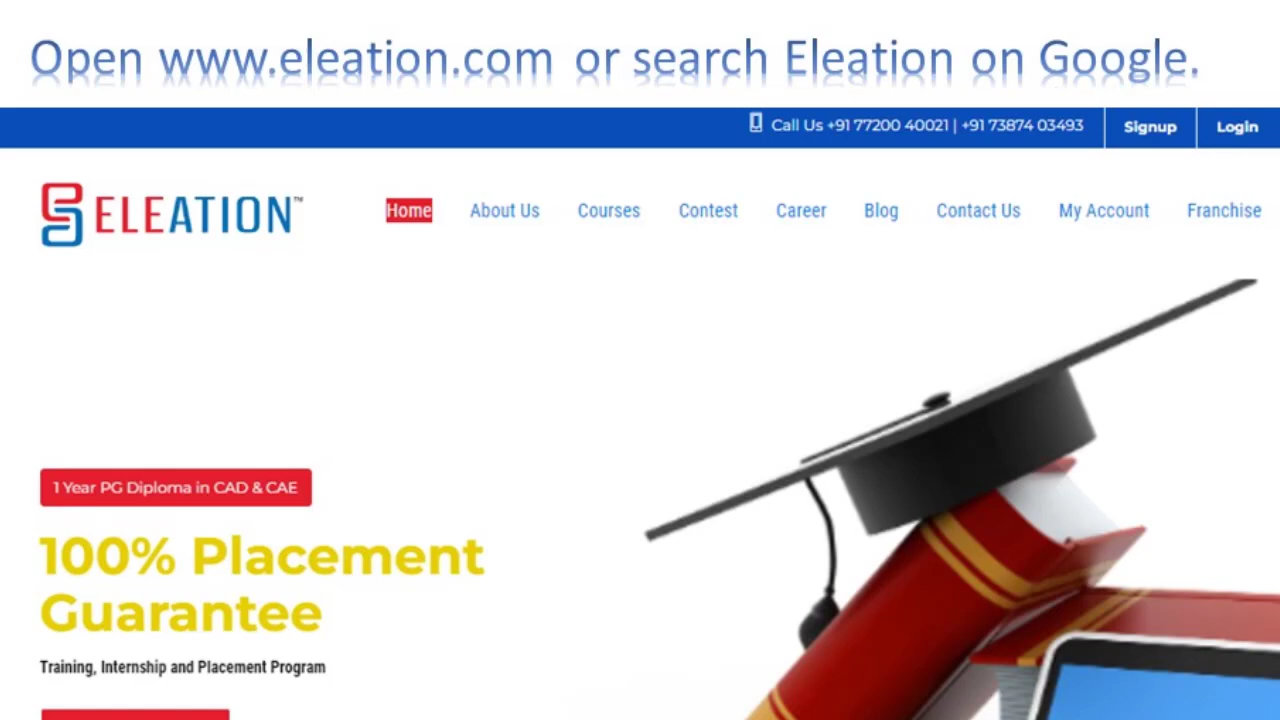 Open www.eleation.com or search Eleation on Google.
Call Us +91 77200 40021 | +91 73874 03493 Signup Login
ELEATION™
Home About Us Courses Contest Career Blog Contact Us My Account Franchise
1 Year PG Diploma in CAD & CAE
100% Placement
Guarantee
Training, Internship and Placement Program